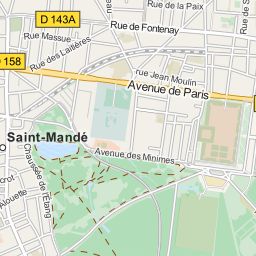 Rue de la Paix
D 143A
Rue de Fontenay
Rue Massue
Rue des Laitières
D 158
Rue Jean Moulin
Avenue de Paris
Saint-Mandé
Avenue des Minimes
Chaussée de l'Étang
Alouette